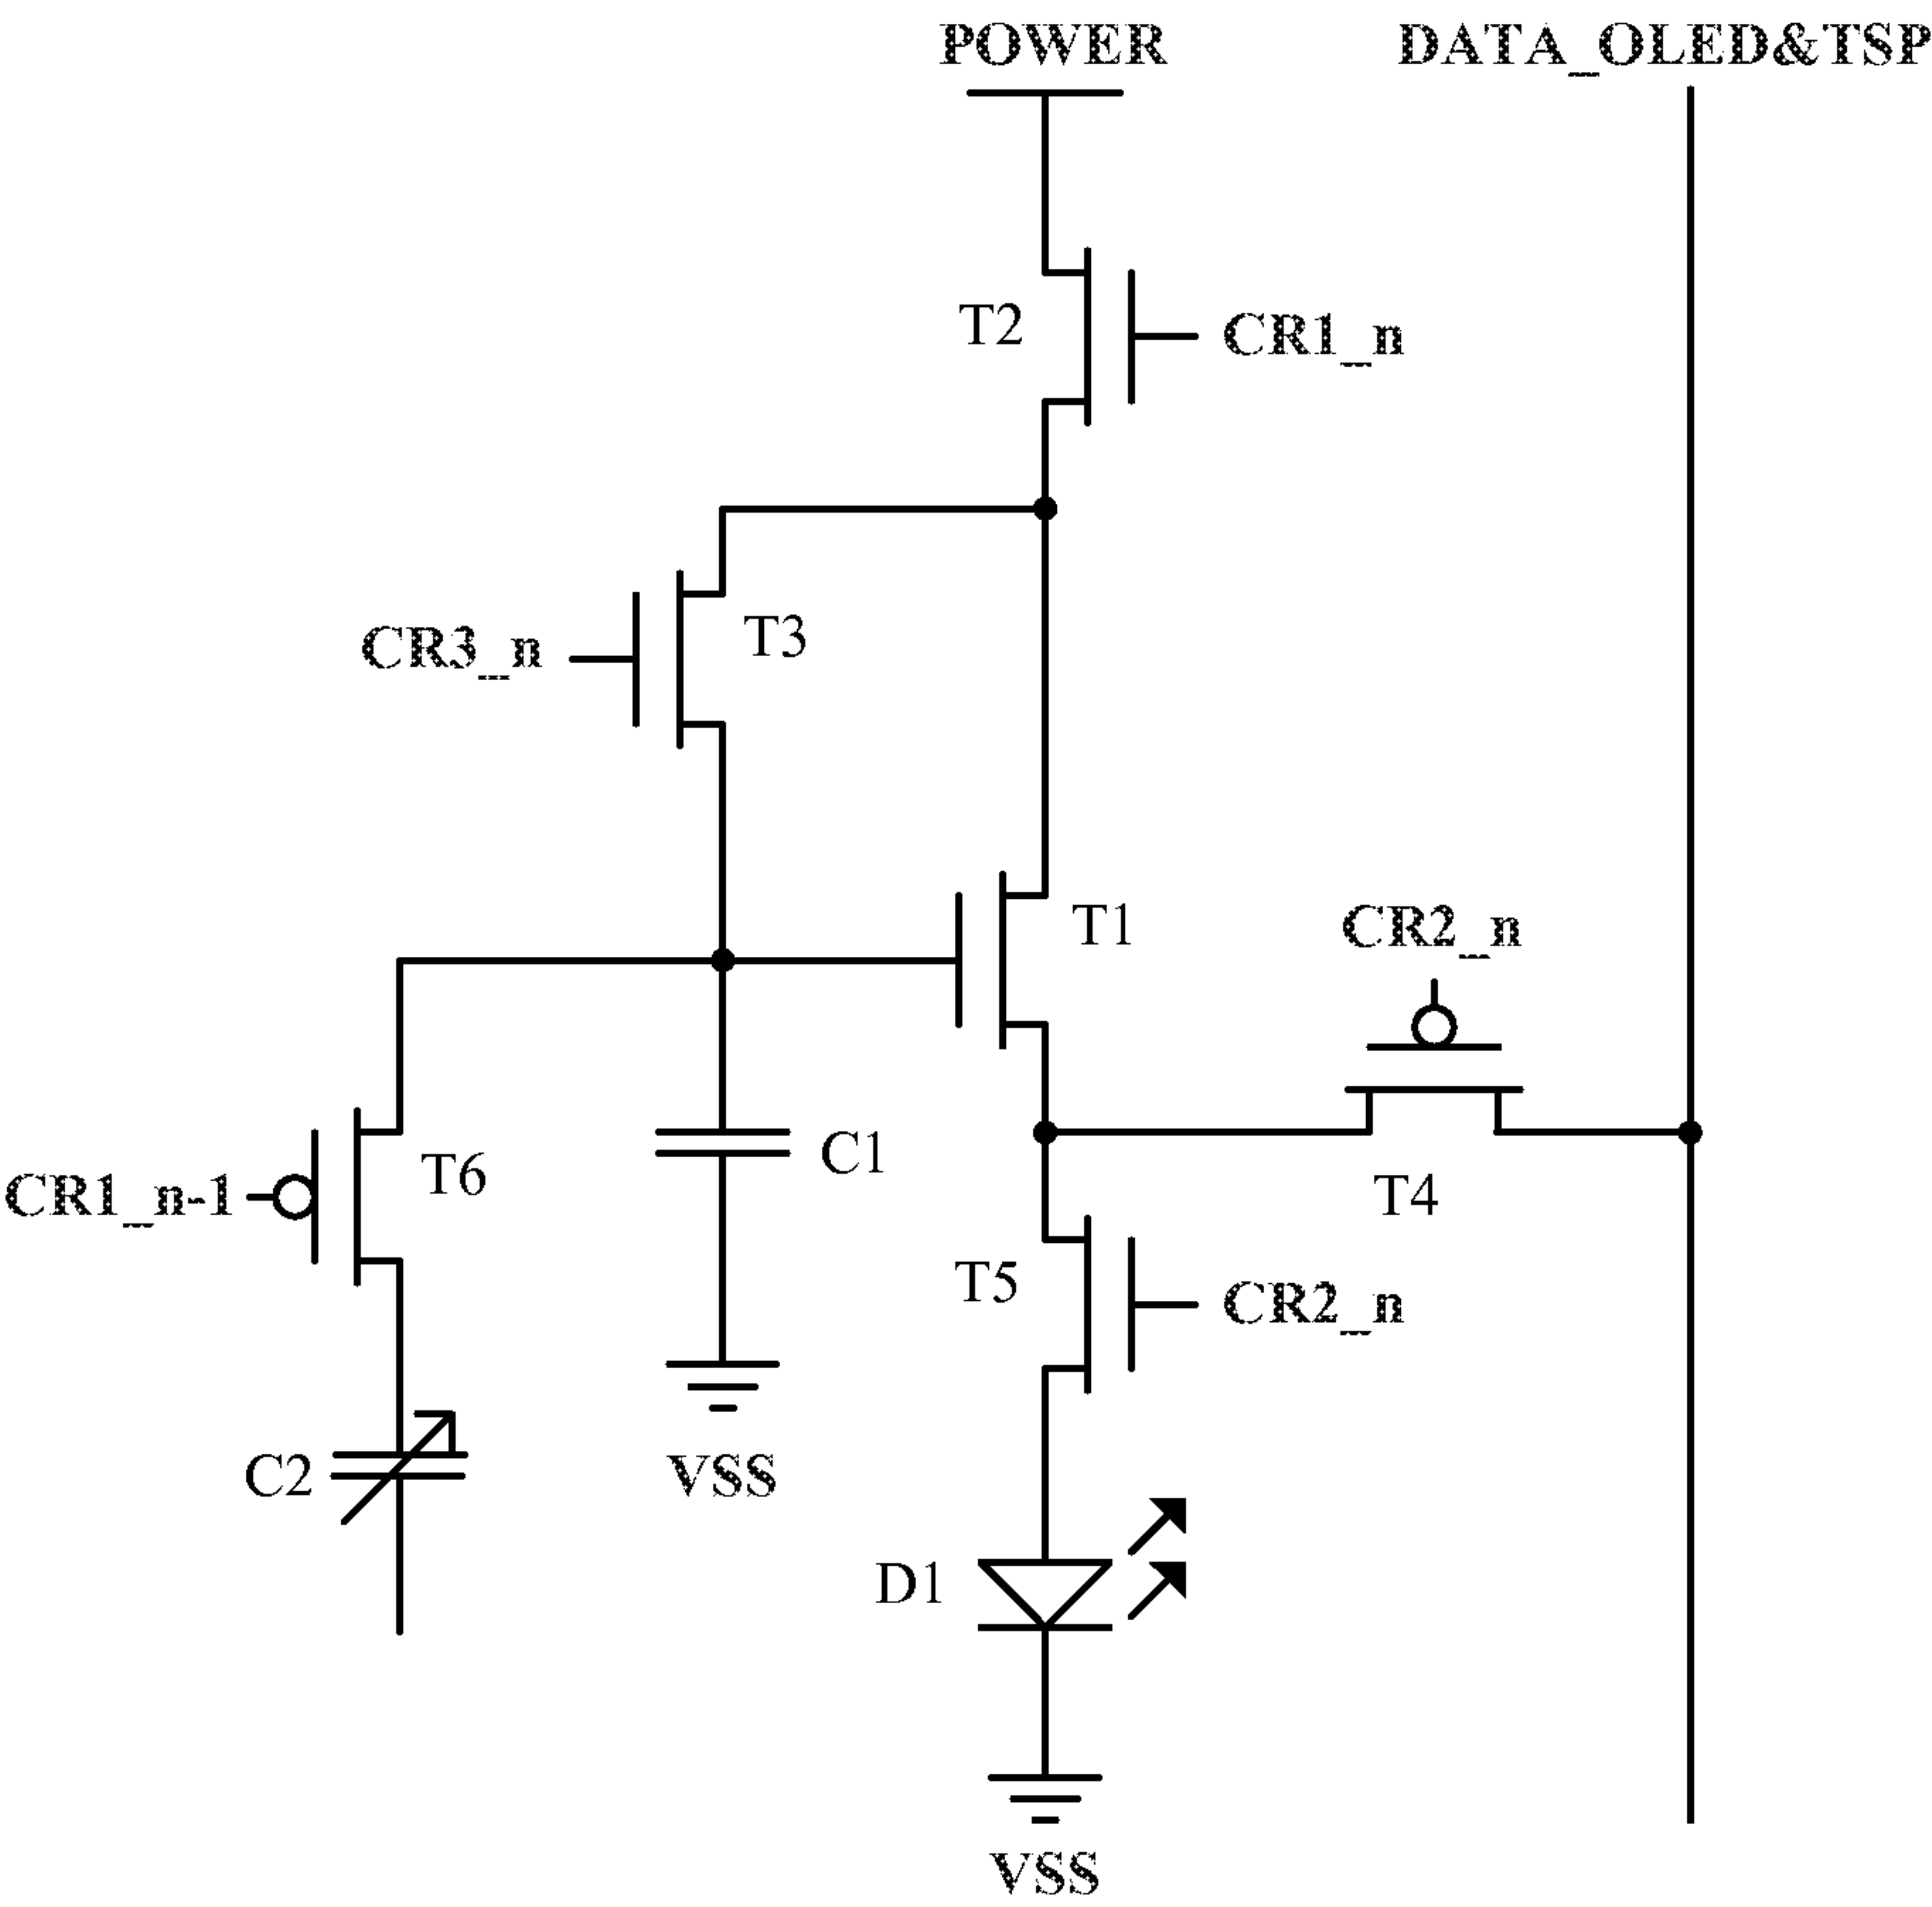 POWER
DATA_OLED&TSP
T2
CR1_n
CR3_n
T3
T1
CR2_n
CR1_n-1
T6
C1
T4
T5
CR2_n
C2
VSS
D1
VSS